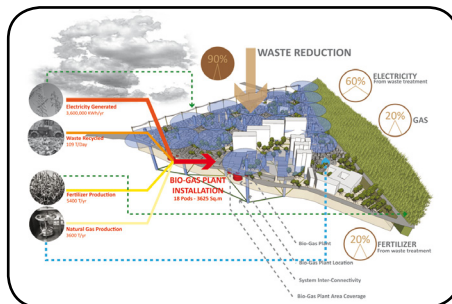 90%
WASTE REDUCTION
60%
ELECTRICITY
From waste treatment
20%
GAS
Electricity Generated
3,600,000 KWh/yr
Waste Recycled
109 T/Day
BIO-GAS PLANT
INSTALLATION
18 Pods - 3625 Sq.m
Fertilizer Production
5400 T/yr
Natural Gas Production
3600 T/yr
20%
FERTILIZER
From waste treatment
Bio-Gas Plant
Bio-Gas Plant Location
System Inter-Connectivity
Bio-Gas Plant Area Coverage